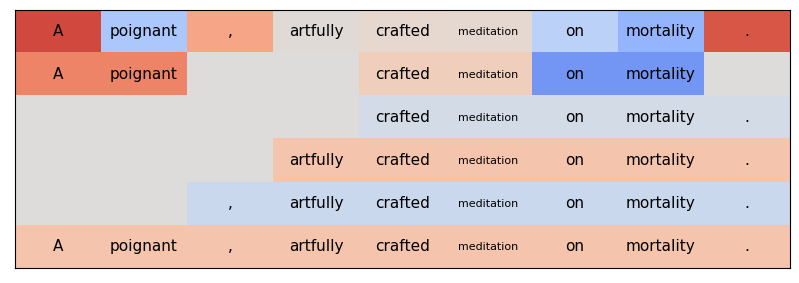 A poignant , artfully crafted meditation on mortality .
A poignant crafted meditation on mortality
crafted meditation on mortality .
artfully crafted meditation on mortality .
, artfully crafted meditation on mortality .
A poignant , artfully crafted meditation on mortality .